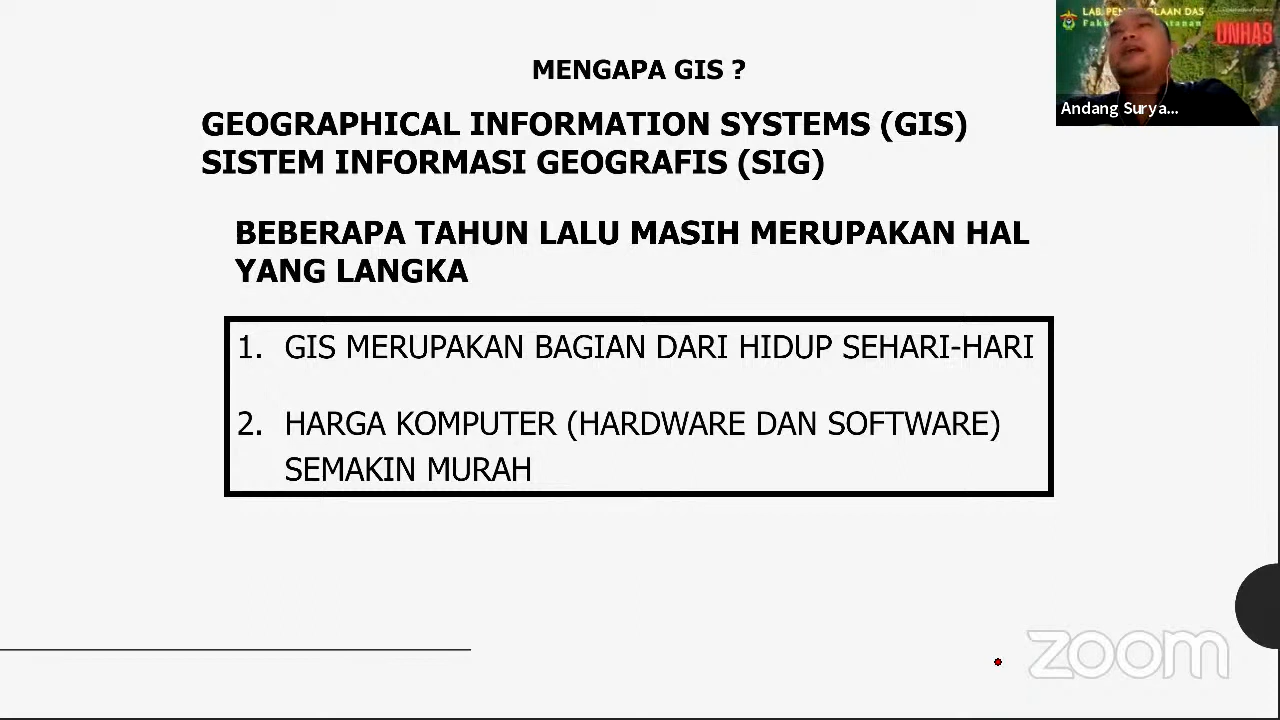 MENGAPA GIS ?
GEOGRAPHICAL INFORMATION SYSTEMS (GIS)
SISTEM INFORMASI GEOGRAFIS (SIG)
BEBERAPA TAHUN LALU MASIH MERUPAKAN HAL
YANG LANGKA
1. GIS MERUPAKAN BAGIAN DARI HIDUP SEHARI-HARI
2. HARGA KOMPUTER (HARDWARE DAN SOFTWARE)
SEMAKIN MURAH
LAB. DAS
UNHAS
Andang Surya...
zoom